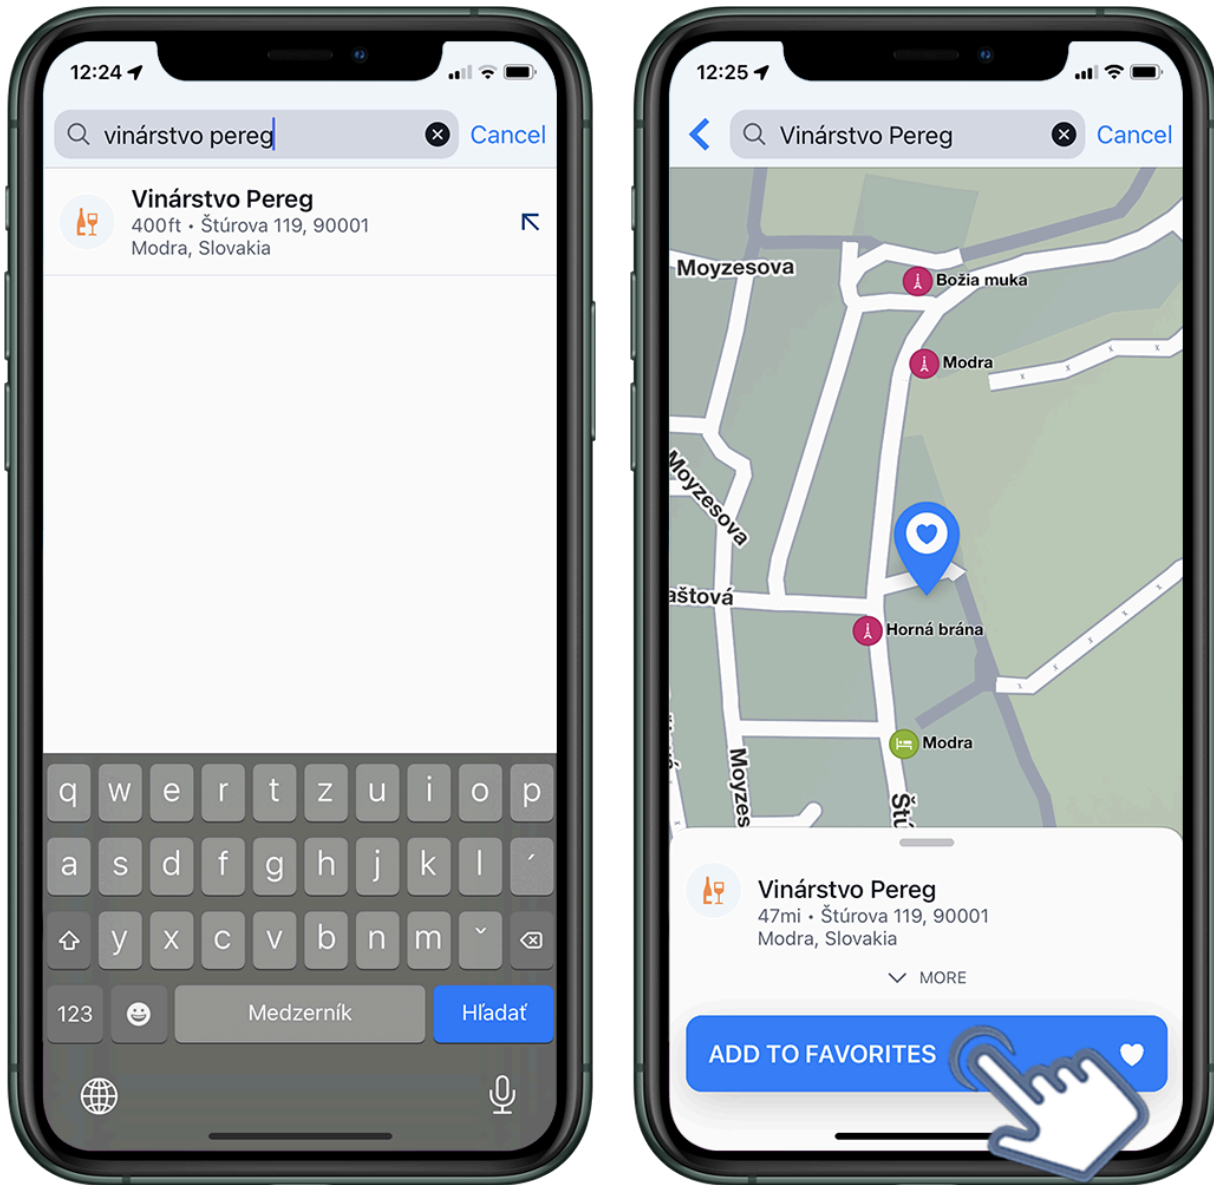 12:24
vinárstvo pereg
Cancel
Vinárstvo Pereg
400ft • Štúrova 119, 90001
Modra, Slovakia
q w e r t z u i o p
a s d f g h j k l ´
y x c v b n m ˇ
123
Medzerník
Hľadať
12:25
Vinárstvo Pereg
Cancel
Moyzesova
Božia muka
Modra
Moyzesova
aštová
Horná brána
Modra
Moyzes
Štú
Vinárstvo Pereg
47mi • Štúrova 119, 90001
Modra, Slovakia
MORE
ADD TO FAVORITES